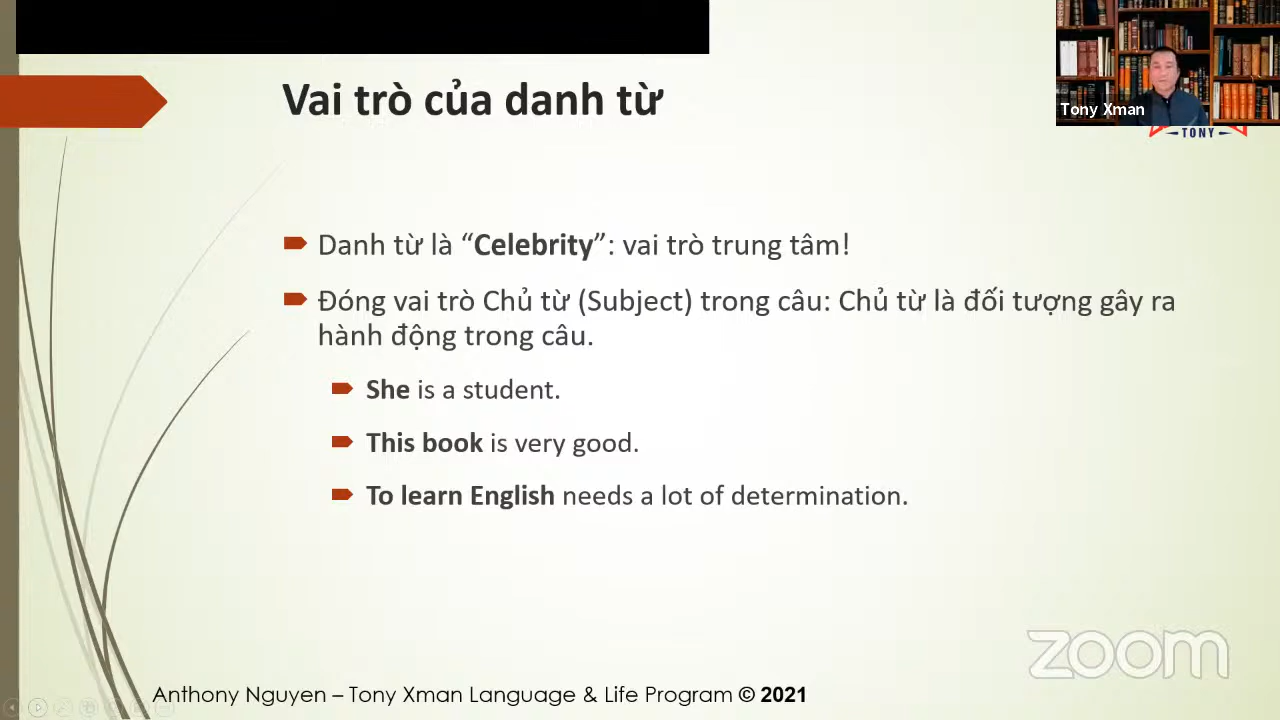 Vai trò của danh từ
Tony Xman
TONY
Danh từ là “Celebrity”: vai trò trung tâm!
Đóng vai trò Chủ từ (Subject) trong câu: Chủ từ là đối tượng gây ra
hành động trong câu.
She is a student.
This book is very good.
To learn English needs a lot of determination.
zoom
Anthony Nguyen – Tony Xman Language & Life Program © 2021